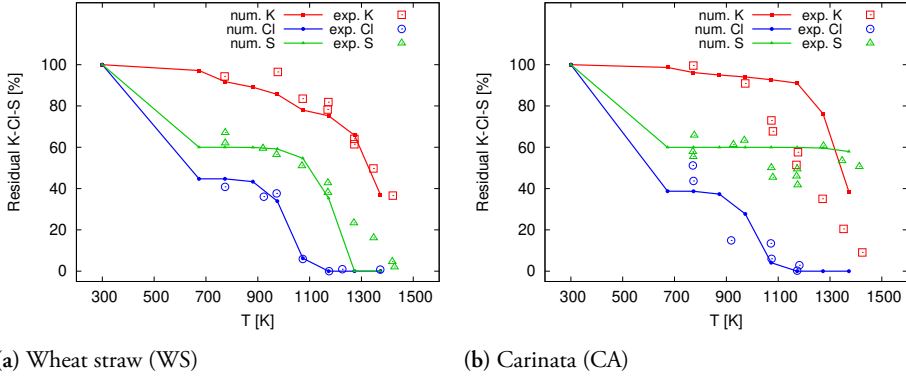 num. K exp. K
num. Cl exp. Cl
num. S exp. S
Residual K-Cl-S [%]
100
80
60
40
20
0
300 500 700 900 1100 1300 1500
T [K]
(a) Wheat straw (WS)
num. K exp. K
num. Cl exp. Cl
num. S exp. S
Residual K-Cl-S [%]
100
80
60
40
20
0
300 500 700 900 1100 1300 1500
T [K]
(b) Carinata (CA)